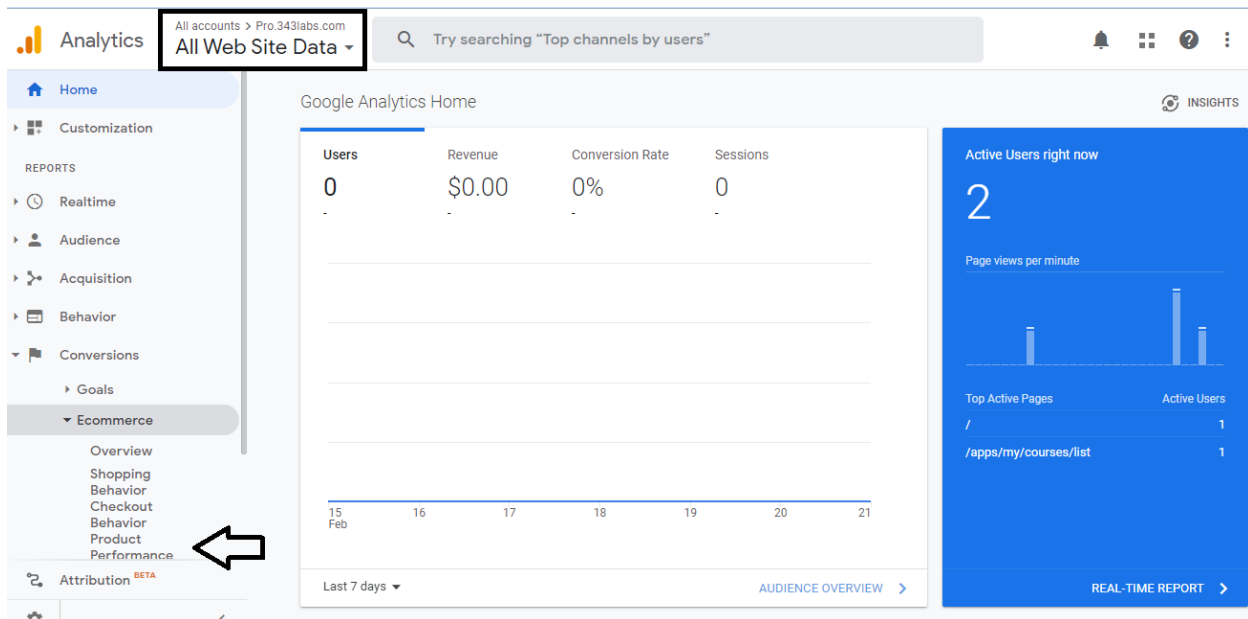 Analytics
All accounts > Pro.343labs.com
All Web Site Data
Try searching “Top channels by users”
Home
Customization
REPORTS
Realtime
Audience
Acquisition
Behavior
Conversions
Goals
Ecommerce
Overview
Shopping
Behavior
Checkout
Behavior
Product
Performance
Attribution BETA
Google Analytics Home
INSIGHTS
Users Revenue Conversion Rate Sessions
0 $0.00 0% 0
- - - -
15 16 17 18 19 20 21
Feb
Last 7 days
AUDIENCE OVERVIEW
Active Users right now
2
Page views per minute
Top Active Pages Active Users
/ 1
/apps/my/courses/list 1
REAL-TIME REPORT